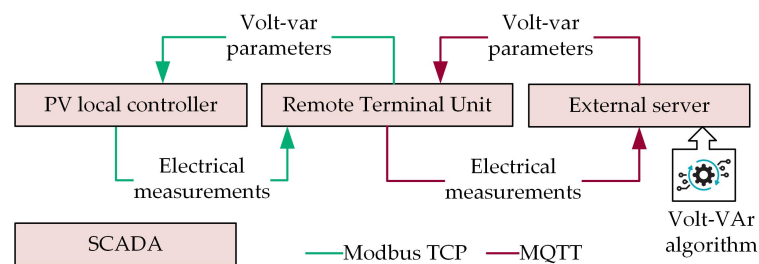 Volt-var
parameters
Volt-var
parameters
PV local controller
Remote Terminal Unit
External server
Electrical
measurements
Electrical
measurements
Volt-VAr
algorithm
SCADA
Modbus TCP
MQTT